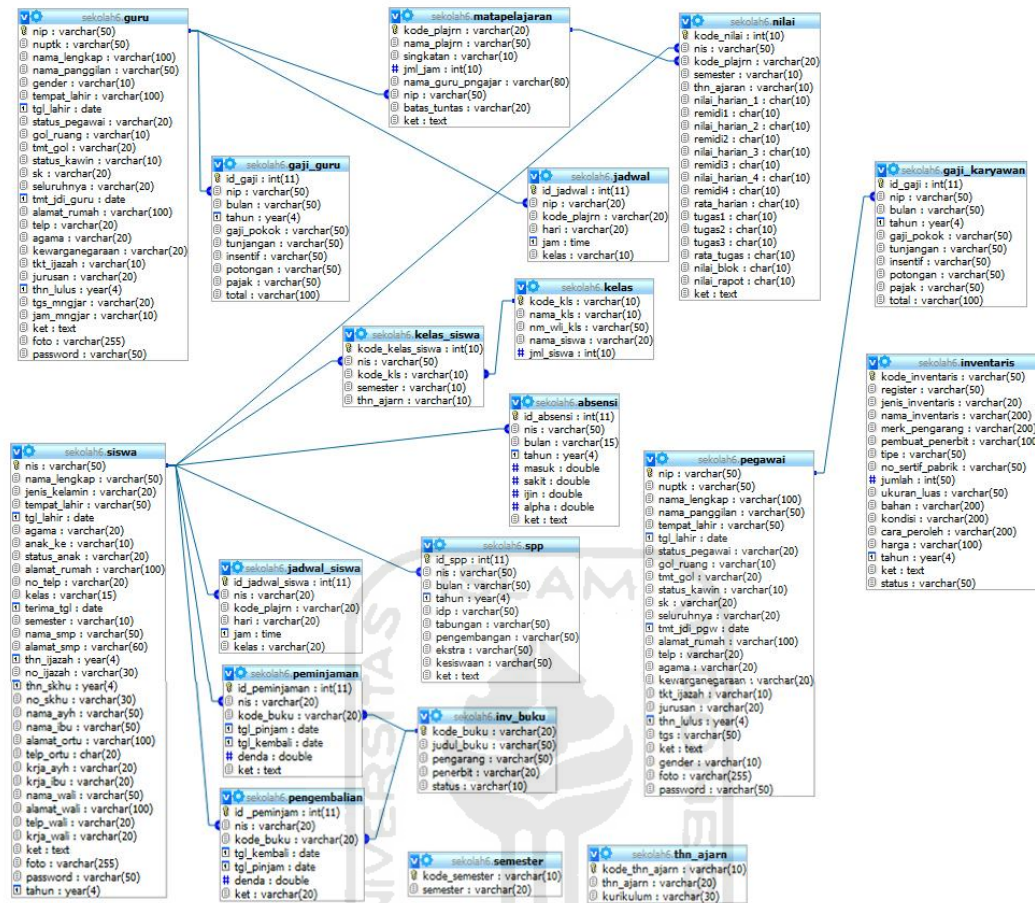 sekolah6.guru
nip : varchar(50)
nuptk : varchar(50)
nama_lengkap : varchar(100)
nama_panggilan : varchar(50)
gender : varchar(10)
tempat_lahir : varchar(100)
tgl_lahir : date
status_pegawai : varchar(20)
gol_ruang : varchar(10)
tmt_gol : varchar(20)
status_kawin : varchar(10)
sk : varchar(20)
seluruhnya : varchar(20)
tmt_jdi_guru : date
alamat_rumah : varchar(100)
telp : varchar(20)
agama : varchar(20)
kewarganegaraan : varchar(20)
tkt_ijazah : varchar(10)
jurusan : varchar(20)
thn_lulus : year(4)
tgs_mngjar : varchar(20)
jam_mngjar : varchar(10)
ket : text
foto : varchar(255)
password : varchar(50)
sekolah6.matapelajaran
kode_plajrn : varchar(20)
nama_plajrn : varchar(50)
singkatan : varchar(10)
jml_jam : int(10)
nama_guru_pngajar : varchar(80)
nip : varchar(50)
batas_tuntas : varchar(20)
ket : text
sekolah6.nilai
kode_nilai : int(10)
nis : varchar(50)
kode_plajrn : varchar(20)
semester : varchar(10)
thn_ajaran : varchar(10)
nilai_harian_1 : char(10)
remidi1 : char(10)
nilai_harian_2 : char(10)
remidi2 : char(10)
nilai_harian_3 : char(10)
remidi3 : char(10)
nilai_harian_4 : char(10)
remidi4 : char(10)
rata_harian : char(10)
tugas1 : char(10)
tugas2 : char(10)
tugas3 : char(10)
rata_tugas : char(10)
nilai_blok : char(10)
nilai_rapot : char(10)
ket : text
sekolah6.gaji_guru
id_gaji : int(11)
nip : varchar(50)
bulan : varchar(50)
tahun : year(4)
gaji_pokok : varchar(50)
tunjangan : varchar(50)
insentif : varchar(50)
potongan : varchar(50)
pajak : varchar(50)
total : varchar(100)
sekolah6.jadwal
id_jadwal : int(11)
nip : varchar(20)
kode_plajrn : varchar(20)
hari : varchar(20)
jam : time
kelas : varchar(10)
sekolah6.gaji_karyawan
id_gaji : int(11)
nip : varchar(50)
bulan : varchar(50)
tahun : year(4)
gaji_pokok : varchar(50)
tunjangan : varchar(50)
insentif : varchar(50)
potongan : varchar(50)
pajak : varchar(50)
total : varchar(100)
sekolah6.kelas
kode_kls : varchar(10)
nama_kls : varchar(10)
nm_wli_kls : varchar(50)
nama_siswa : varchar(20)
jml_siswa : int(10)
sekolah6.kelas_siswa
kode_kelas_siswa : int(10)
nis : varchar(50)
kode_kls : varchar(10)
semester : varchar(10)
thn_ajarn : varchar(10)
sekolah6.inventaris
kode_inventaris : varchar(50)
register : varchar(50)
jenis_inventaris : varchar(20)
nama_inventaris : varchar(200)
merk_pengarang : varchar(200)
pembuat_penerbit : varchar(100
tipe : varchar(50)
no_sertif_pabrik : varchar(50)
jumlah : int(50)
ukuran_luas : varchar(50)
bahan : varchar(200)
kondisi : varchar(200)
cara_peroleh : varchar(200)
harga : varchar(100)
tahun : year(4)
ket : text
status : varchar(50)
sekolah6.absensi
id_absensi : int(11)
nis : varchar(50)
bulan : varchar(15)
tahun : year(4)
masuk : double
sakit : double
ijin : double
alpha : double
ket : text
sekolah6.siswa
nis : varchar(50)
nama_lengkap : varchar(50)
jenis_kelamin : varchar(20)
tempat_lahir : varchar(50)
tgl_lahir : date
agama : varchar(20)
anak_ke : varchar(10)
status_anak : varchar(20)
alamat_rumah : varchar(100)
no_telp : varchar(20)
kelas : varchar(15)
terima_tgl : date
semester : varchar(10)
nama_smp : varchar(50)
alamat_smp : varchar(60)
thn_ijazah : year(4)
no_ijazah : varchar(30)
thn_skhu : year(4)
no_skhu : varchar(30)
nama_ayh : varchar(50)
nama_ibu : varchar(50)
alamat_ortu : varchar(100)
telp_ortu : char(20)
krja_ayh : varchar(20)
krja_ibu : varchar(20)
nama_wali : varchar(50)
alamat_wali : varchar(100)
telp_wali : varchar(20)
krja_wali : varchar(20)
ket : text
foto : varchar(255)
password : varchar(50)
tahun : year(4)
sekolah6.pegawai
nip : varchar(50)
nuptk : varchar(50)
nama_lengkap : varchar(100)
nama_panggilan : varchar(50)
tempat_lahir : varchar(50)
tgl_lahir : date
status_pegawai : varchar(20)
gol_ruang : varchar(10)
tmt_gol : varchar(20)
status_kawin : varchar(10)
sk : varchar(20)
seluruhnya : varchar(20)
tmt_jdi_pgw : date
alamat_rumah : varchar(100)
telp : varchar(20)
agama : varchar(20)
kewarganegaraan : varchar(20)
tkt_ijazah : varchar(10)
jurusan : varchar(20)
thn_lulus : year(4)
tgs : varchar(50)
ket : text
gender : varchar(10)
foto : varchar(255)
password : varchar(50)
sekolah6.spp
id_spp : int(11)
nis : varchar(50)
bulan : varchar(50)
tahun : year(4)
idp : varchar(50)
tabungan : varchar(50)
pengembangan : varchar(50)
ekstra : varchar(50)
kesiswaan : varchar(50)
ket : text
sekolah6.jadwal_siswa
id_jadwal_siswa : int(11)
nis : varchar(20)
kode_plajrn : varchar(20)
hari : varchar(20)
jam : time
kelas : varchar(20)
sekolah6.peminjaman
id_peminjaman : int(11)
nis : varchar(20)
kode_buku : varchar(20)
tgl_pinjam : date
tgl_kembali : date
denda : double
ket : text
sekolah6.inv_buku
kode_buku : varchar(20)
judul_buku : varchar(50)
pengarang : varchar(50)
penerbit : varchar(20)
status : varchar(10)
sekolah6.pengembalian
id _peminjam : int(11)
nis : varchar(20)
kode_buku : varchar(20)
tgl_kembali : date
tgl_pinjam : date
denda : double
ket : varchar(20)
sekolah6.semester
kode_semester : varchar(10)
semester : varchar(20)
sekolah6.thn_ajarn
kode_thn_ajarn : varchar(10)
thn_ajarn : varchar(20)
kurikulum : varchar(30)
UNIVERSITAS